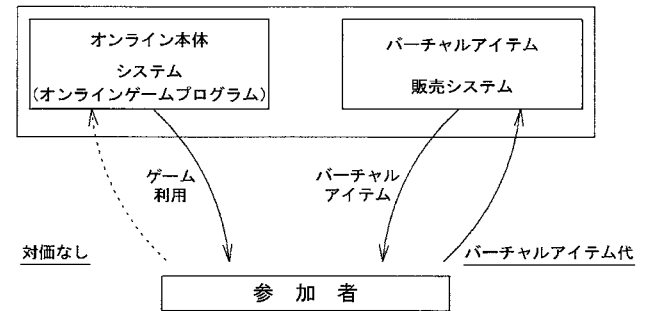 オンライン本体
システム
(オンラインゲームプログラム)
バーチャルアイテム
販売システム
ゲーム
利用
バーチャル
アイテム
対価なし
バーチャルアイテム代
参加者